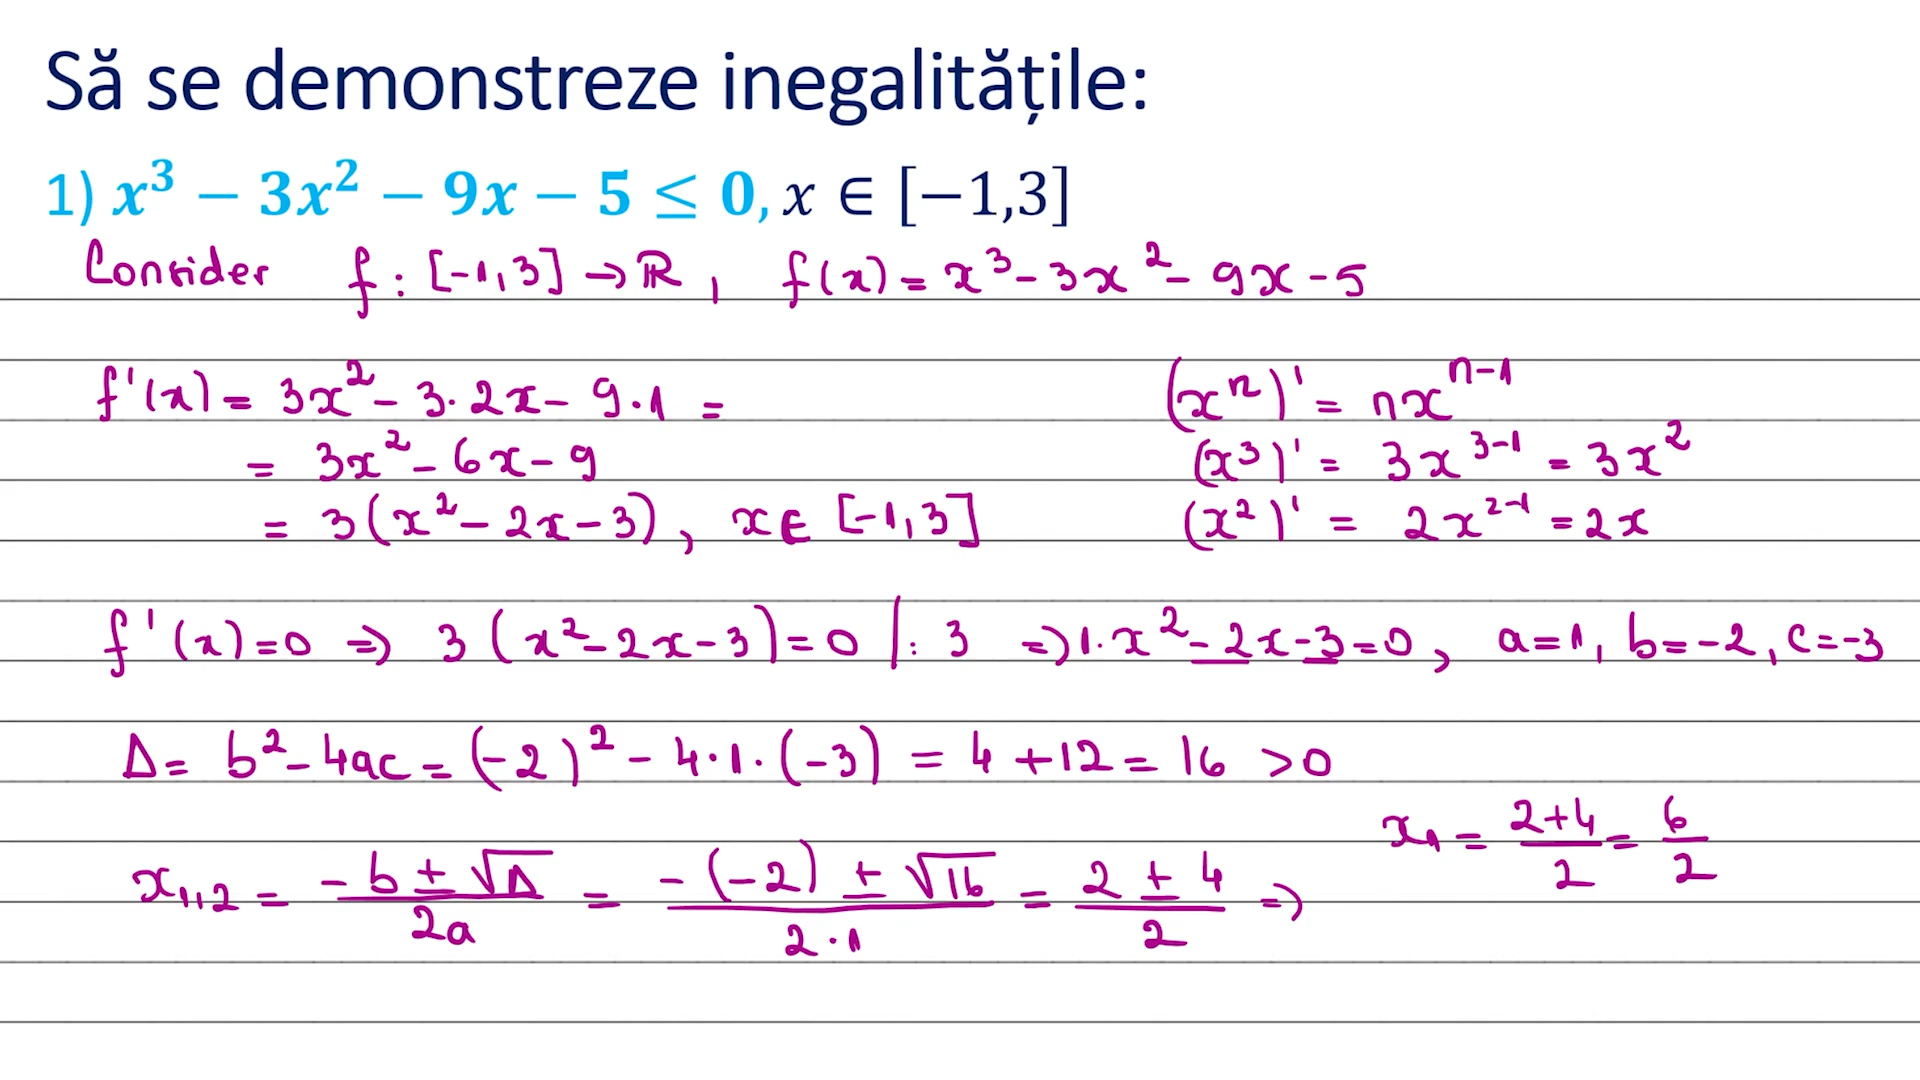 Să se demonstreze inegalitățile:
1) x³ − 3x² − 9x − 5 ≤ 0, x ∈ [−1,3]
Consider f : [-1,3] → ℝ, f(x) = x³ - 3x² - 9x - 5
f'(x) = 3x² - 3·2x - 9·1 =
(xⁿ)' = nxⁿ⁻¹
= 3x² - 6x - 9
(x³)' = 3x³⁻¹ = 3x²
= 3(x² - 2x - 3), x ∈ [-1,3]
(x²)' = 2x²⁻¹ = 2x
f'(x) = 0 ⇒ 3(x² - 2x - 3) = 0 |: 3 ⇒ 1·x² - 2x - 3 = 0, a=1, b=-2, c=-3
Δ = b² - 4ac = (-2)² - 4·1·(-3) = 4 + 12 = 16 > 0
x₁,₂ = (-b ± √Δ)/(2a) = (-(-2) ± √16)/(2·1) = (2 ± 4)/2 ⇒
x₁ = (2+4)/2 = 6/2